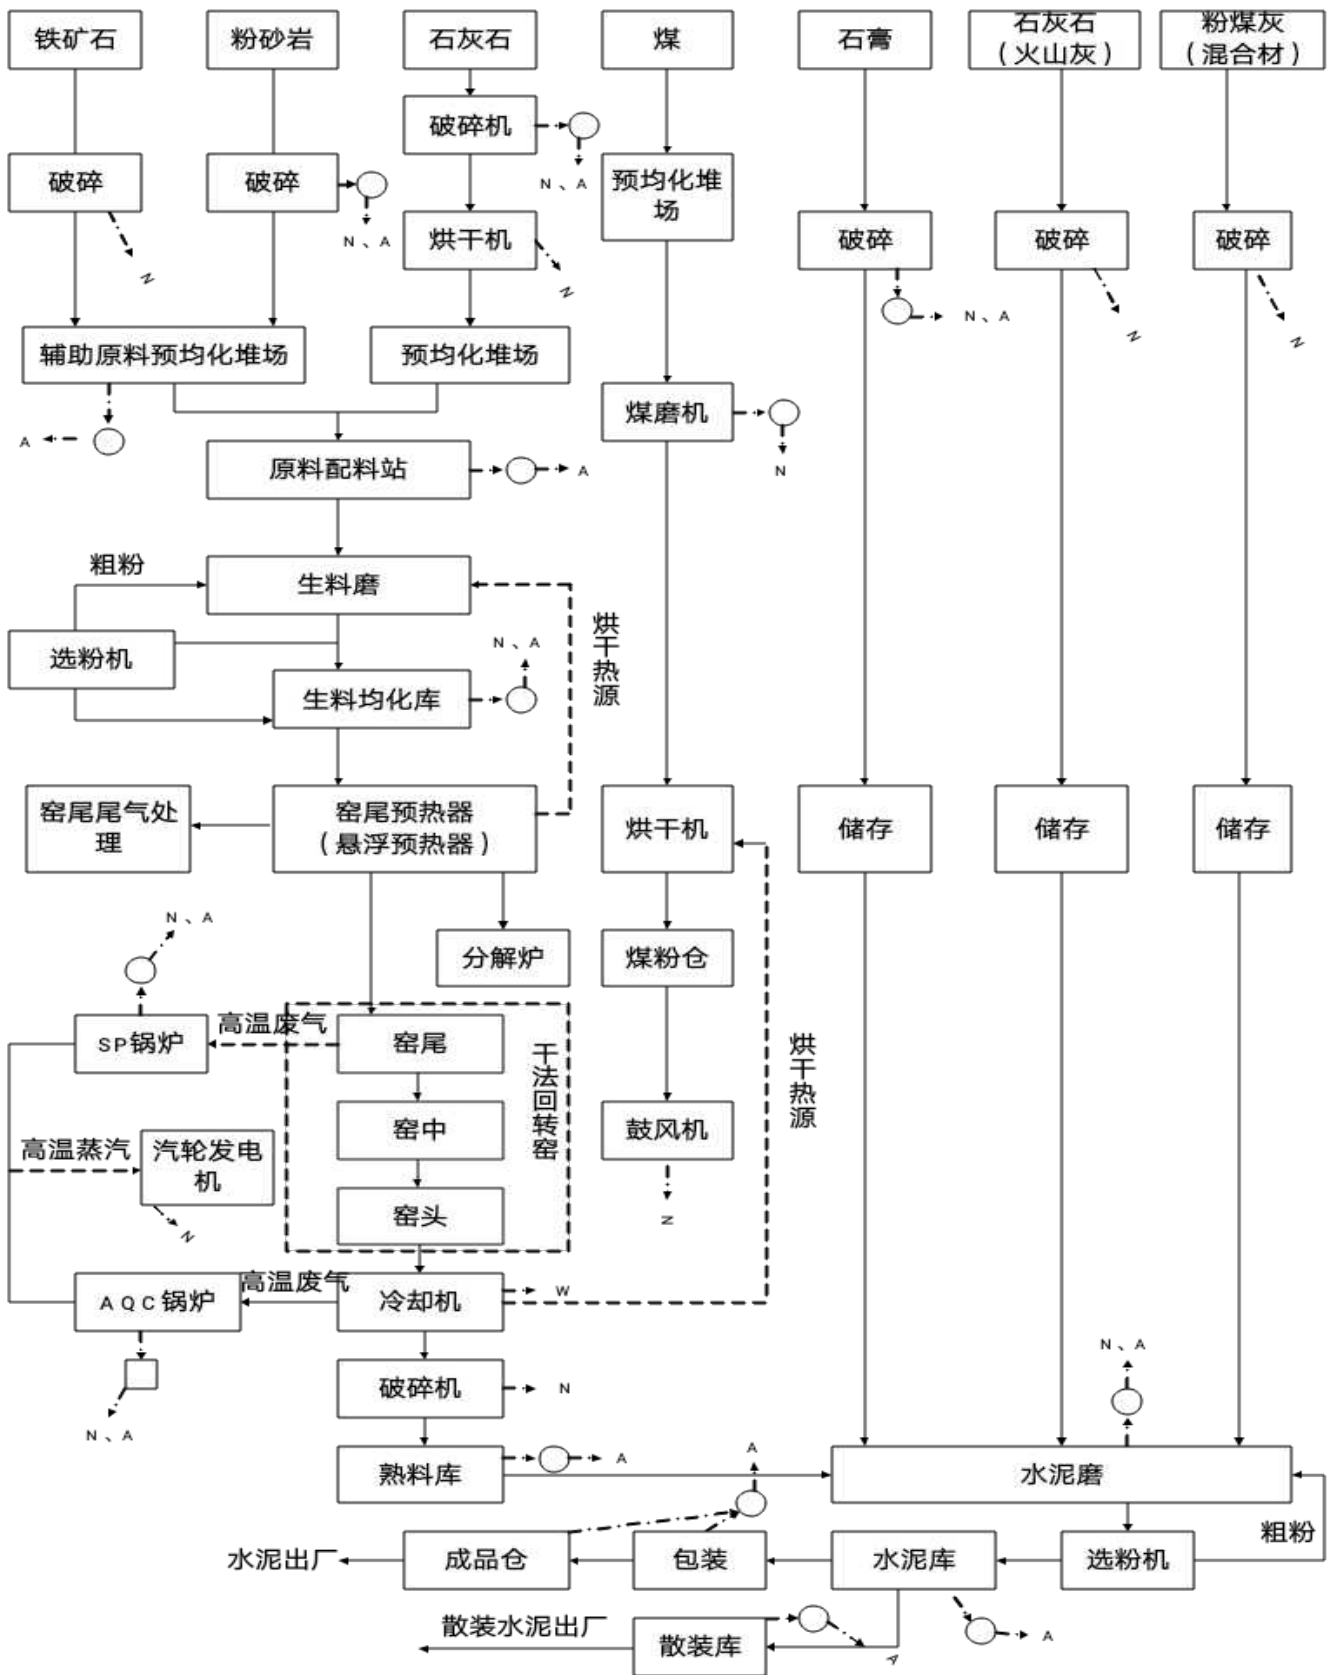 铁矿石
粉砂岩
石灰石
煤
石膏
石灰石
（火山灰）
粉煤灰
（混合材）
破碎机
N、A
破碎
破碎
N、A
N
烘干机
N
预均化堆
场
破碎
N、A
破碎
N
破碎
N
辅助原料预均化堆场
预均化堆场
A
煤磨机
N
原料配料站
A
粗粉
生料磨
烘干热源
选粉机
N、A
生料均化库
窑尾尾气处
理
窑尾预热器
（悬浮预热器）
烘干机
储存
储存
储存
N、A
分解炉
煤粉仓
SP锅炉
高温废气
窑尾
干法回转窑
烘干热源
高温蒸汽
汽轮发电
机
N
窑中
鼓风机
N
窑头
AQC锅炉
高温废气
冷却机
W
N、A
破碎机
N
N、A
熟料库
A
A
水泥磨
粗粉
水泥出厂
成品仓
包装
水泥库
选粉机
散装水泥出厂
散装库
A
A